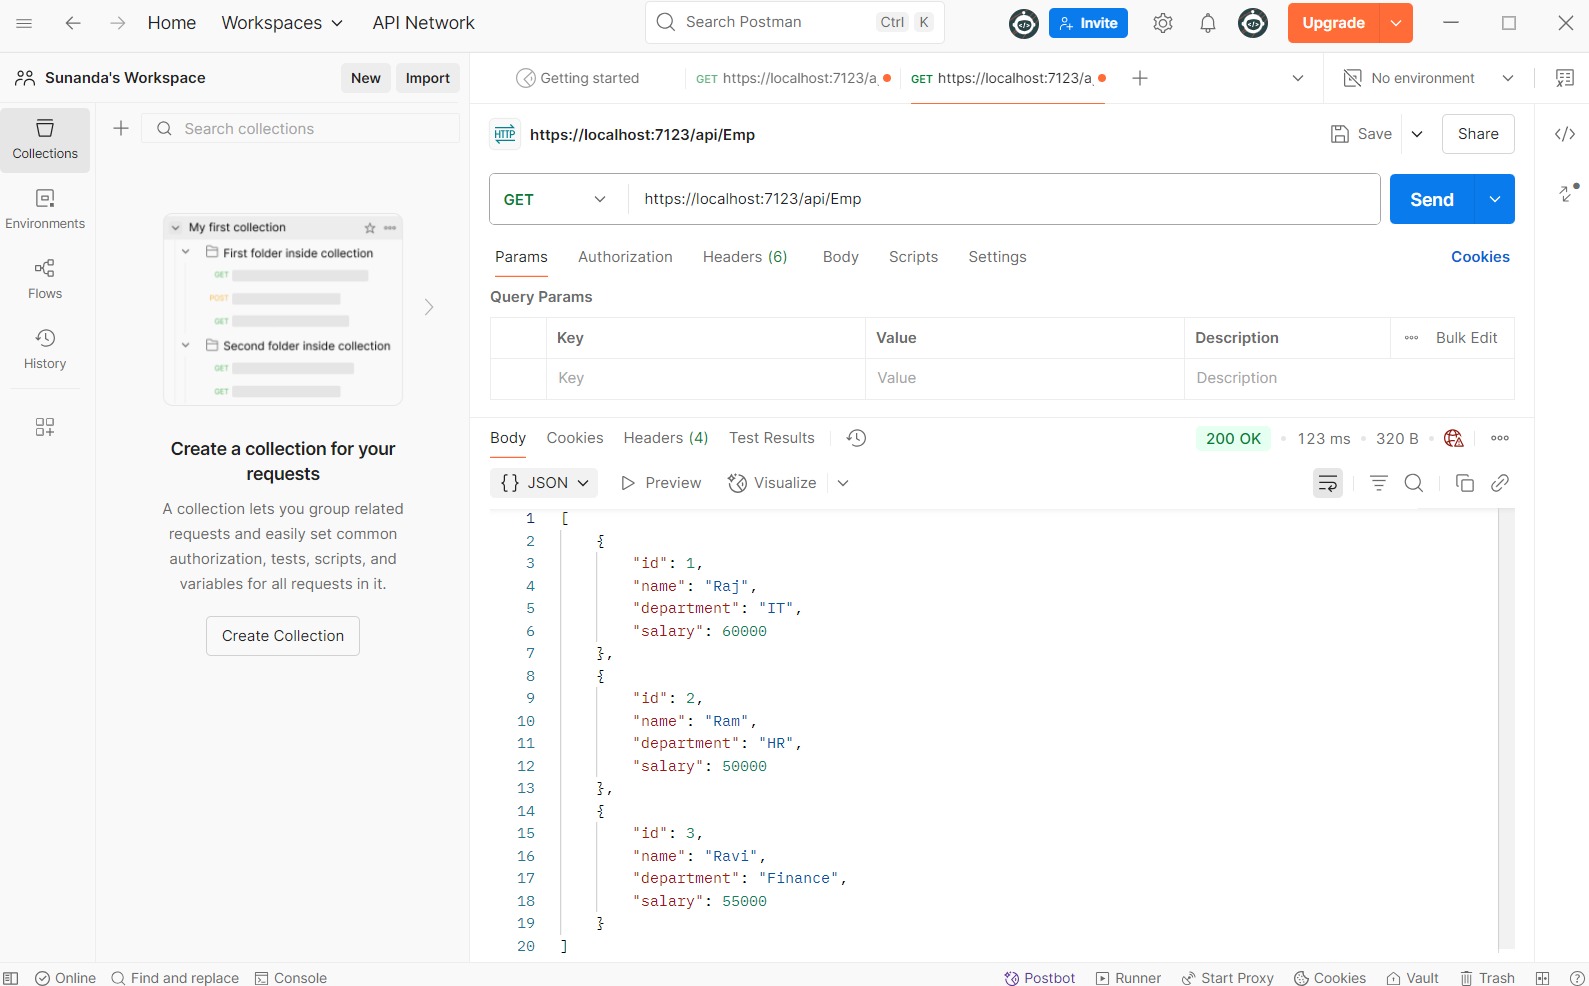 Home Workspaces API Network Search Postman Ctrl K Invite Upgrade
Sunanda's Workspace New Import
Getting started GET https://localhost:7123/a GET https://localhost:7123/a No environment
Search collections
Collections
Environments
Flows
History
My first collection
First folder inside collection
GET
POST
GET
Second folder inside collection
GET
GET
Create a collection for your
requests
A collection lets you group related
requests and easily set common
authorization, tests, scripts, and
variables for all requests in it.
Create Collection
HTTP https://localhost:7123/api/Emp Save Share
GET https://localhost:7123/api/Emp Send
Params Authorization Headers (6) Body Scripts Settings Cookies
Query Params
Key Value Description Bulk Edit
Key Value Description
Body Cookies Headers (4) Test Results 200 OK 123 ms 320 B
{} JSON Preview Visualize
1 [
2 {
3 "id": 1,
4 "name": "Raj",
5 "department": "IT",
6 "salary": 60000
7 },
8 {
9 "id": 2,
10 "name": "Ram",
11 "department": "HR",
12 "salary": 50000
13 },
14 {
15 "id": 3,
16 "name": "Ravi",
17 "department": "Finance",
18 "salary": 55000
19 }
20 ]
Online Find and replace Console Postbot Runner Start Proxy Cookies Vault Trash